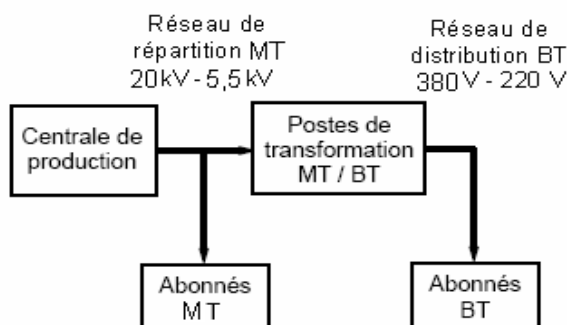 Réseau de
répartition MT
20kV - 5,5kV
Réseau de
distribution BT
380V - 220 V
Centrale de
production
Postes de
transformation
MT / BT
Abonnés
MT
Abonnés
BT